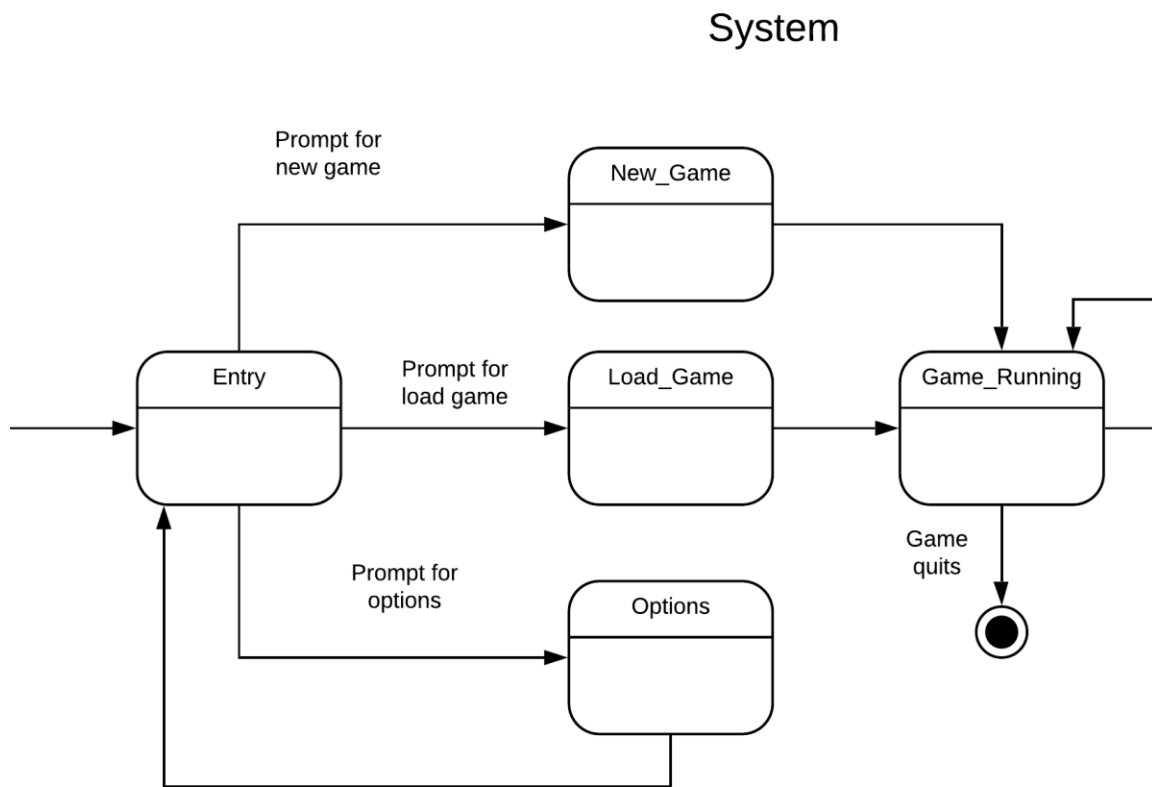 System
Prompt for
new game
New_Game
Entry
Prompt for
load game
Load_Game
Game_Running
Prompt for
options
Options
Game
quits